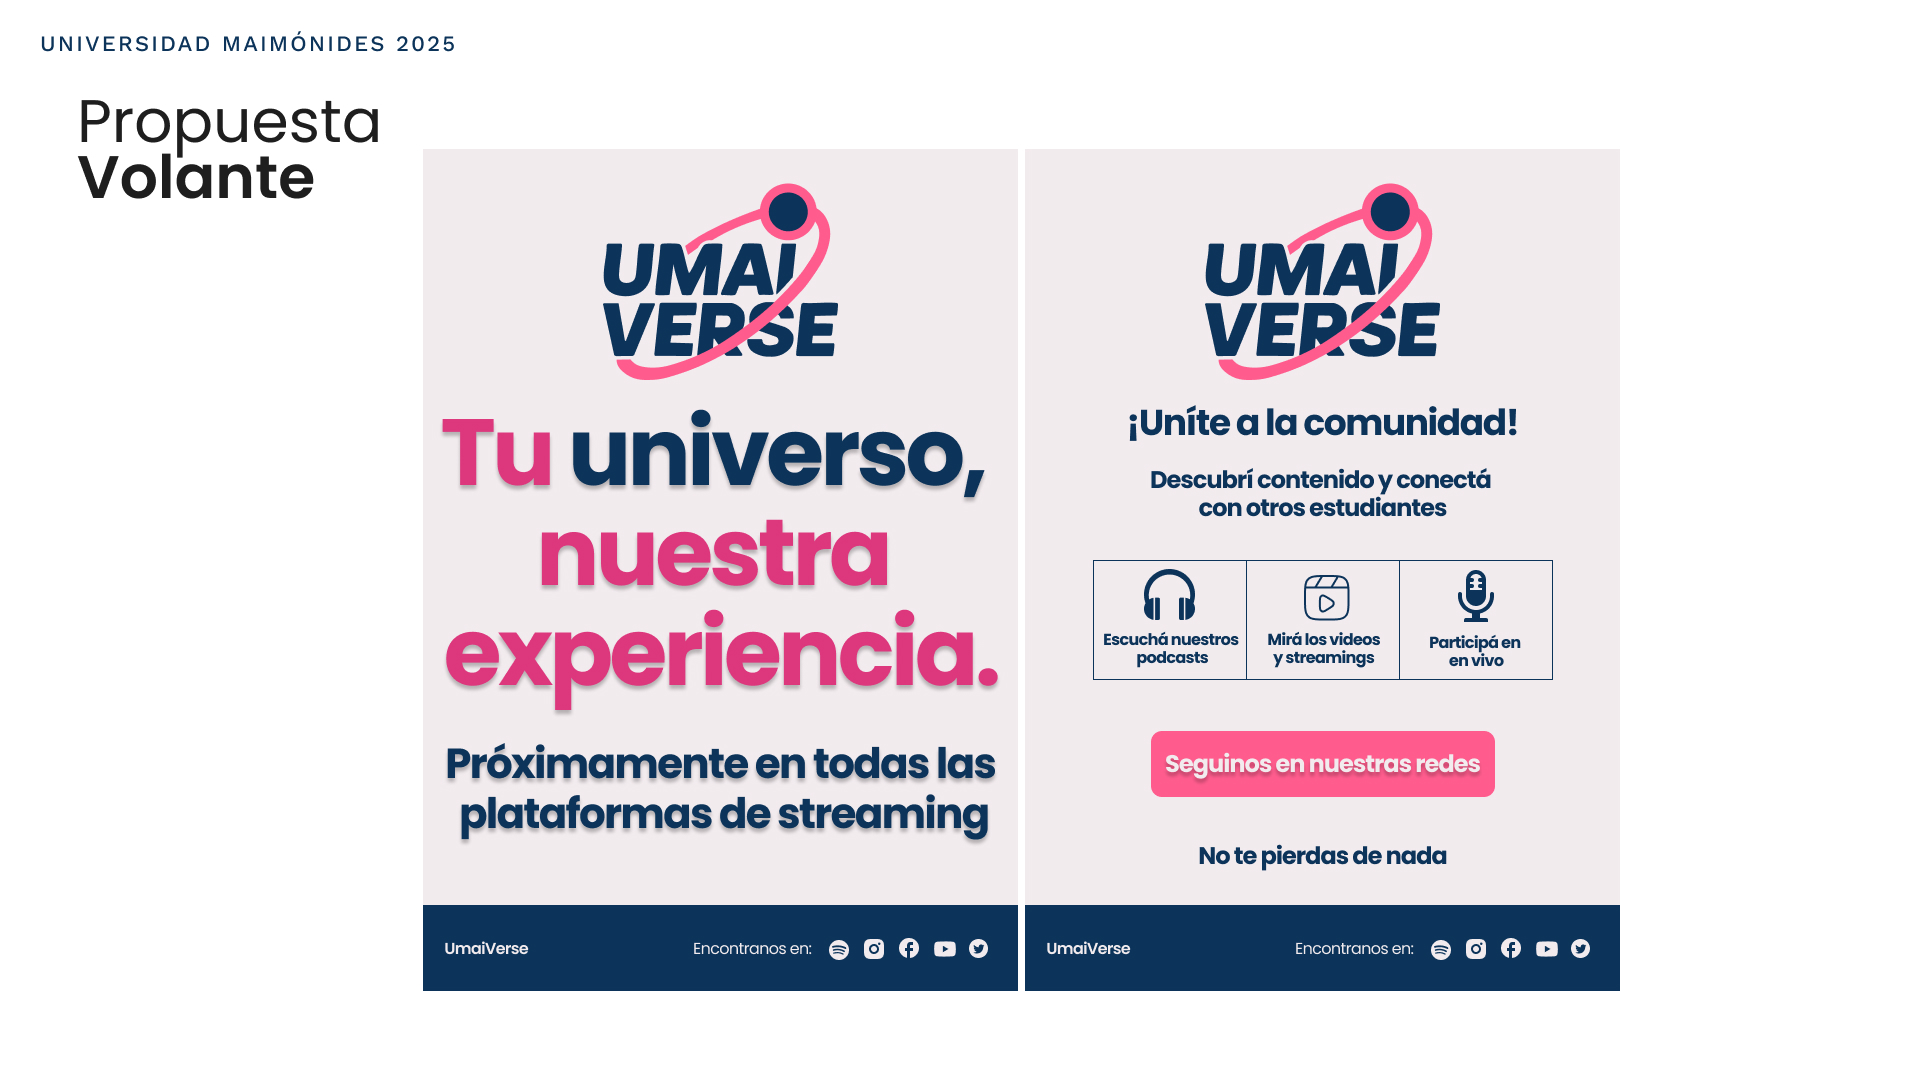 UNIVERSIDAD MAIMÓNIDES 2025
Propuesta
Volante
UMAI
VERSE
Tu universo,
nuestra
experiencia.
Próximamente en todas las
plataformas de streaming
UmaiVerse
Encontranos en:
UMAI
VERSE
¡Uníte a la comunidad!
Descubrí contenido y conectá
con otros estudiantes
Escuchá nuestros
podcasts
Mirá los videos
y streamings
Participá en
en vivo
Seguinos en nuestras redes
No te pierdas de nada
UmaiVerse
Encontranos en: